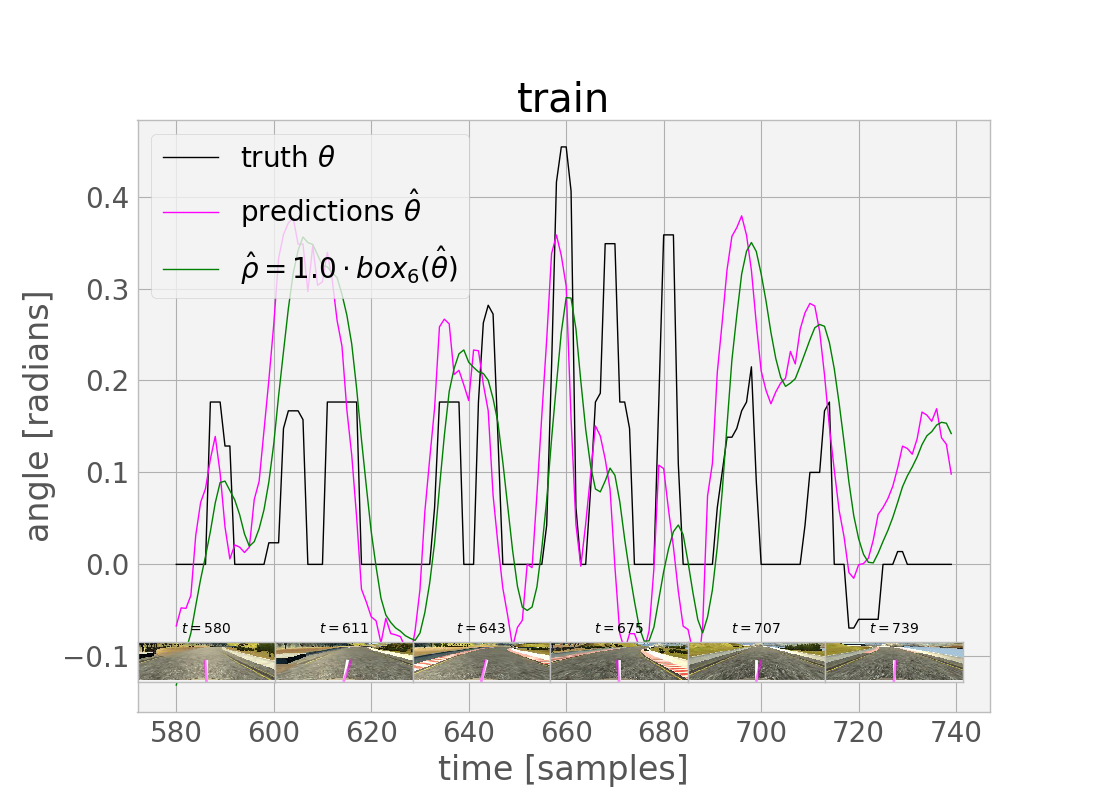 train
truth θ
predictions θ̂
ρ̂ = 1.0 · box₆(θ̂)
angle [radians]
0.4
0.3
0.2
0.1
0.0
−0.1
t = 580 t = 611 t = 643 t = 675 t = 707 t = 739
580 600 620 640 660 680 700 720 740
time [samples]